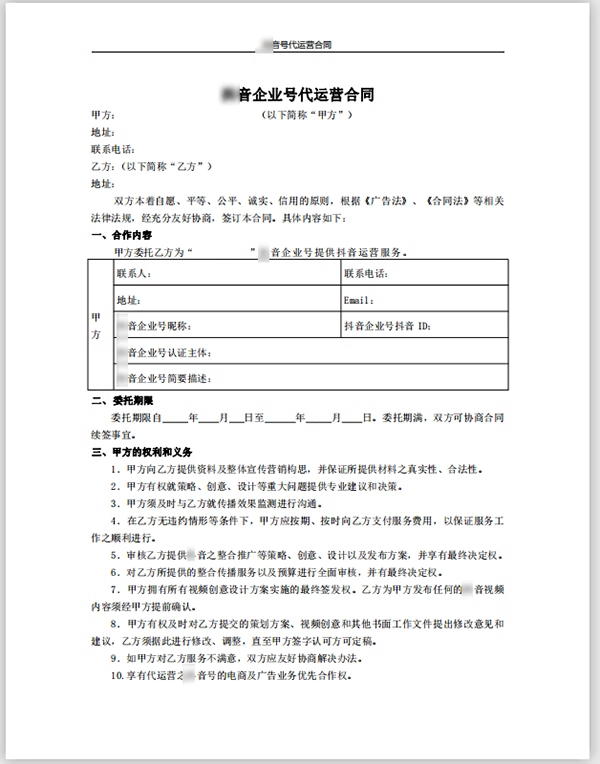 音号代运营合同
音企业号代运营合同
甲方： （以下简称“甲方”）
地址：
联系电话：
乙方：（以下简称“乙方”）
地址：
双方本着自愿、平等、公平、诚实、信用的原则，根据《广告法》、《合同法》等相关
法律法规，经充分友好协商，签订本合同。具体内容如下：
一、合作内容
甲方委托乙方为“ ”音企业号提供抖音运营服务。
甲方
联系人： 联系电话：
地址： Email：
音企业号昵称： 抖音企业号抖音 ID：
音企业号认证主体：
音企业号简要描述：
二、委托期限
委托期限自____年____月___日至_____年_____月____日。委托期满，双方可协商合同
续签事宜。
三、甲方的权利和义务
1．甲方向乙方提供资料及整体宣传营销构思，并保证所提供材料之真实性、合法性。
2．甲方有权就策略、创意、设计等重大问题提供专业建议和决策。
3．甲方须及时与乙方就传播效果监测进行沟通。
4．在乙方无违约情形等条件下，甲方应按期、按时向乙方支付服务费用，以保证服务工
作之顺利进行。
5．审核乙方提供音之整合推广等策略、创意、设计以及发布方案，并享有最终决定权。
6．对乙方所提供的整合传播服务以及预算进行全面审核，并有最终决定权。
7．甲方拥有所有视频创意设计方案实施的最终签发权。乙方为甲方发布任何的音视频
内容须经甲方提前确认。
8．甲方有权及时对乙方提交的策划方案、视频创意和其他书面工作文件提出修改意见和
建议，乙方须据此进行修改、调整，直至甲方签字认可方可定稿。
9．如甲方对乙方服务不满意，双方应友好协商解决办法。
10.享有代运营之音号的电商及广告业务优先合作权。